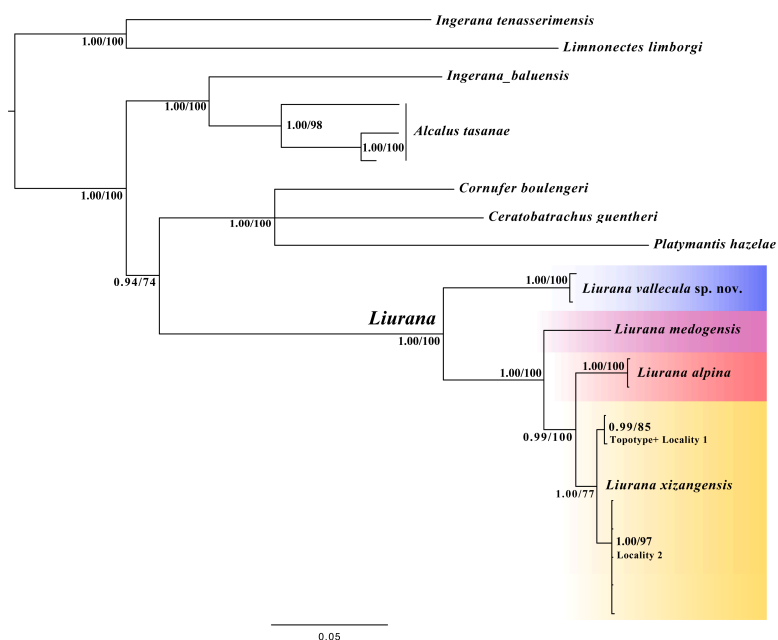 Ingerana tenasserimensis
1.00/100
Limnonectes limborgi
Ingerana_baluensis
1.00/100
1.00/98
Alcalus tasanae
1.00/100
1.00/100
Cornufer boulengeri
1.00/100
Ceratobatrachus guentheri
Platymantis hazelae
0.94/74
1.00/100
Liurana vallecula sp. nov.
Liurana
1.00/100
Liurana medogensis
1.00/100
1.00/100
Liurana alpina
0.99/100
0.99/85
Topotype+ Locality 1
Liurana xizangensis
1.00/77
1.00/97
Locality 2
0.05